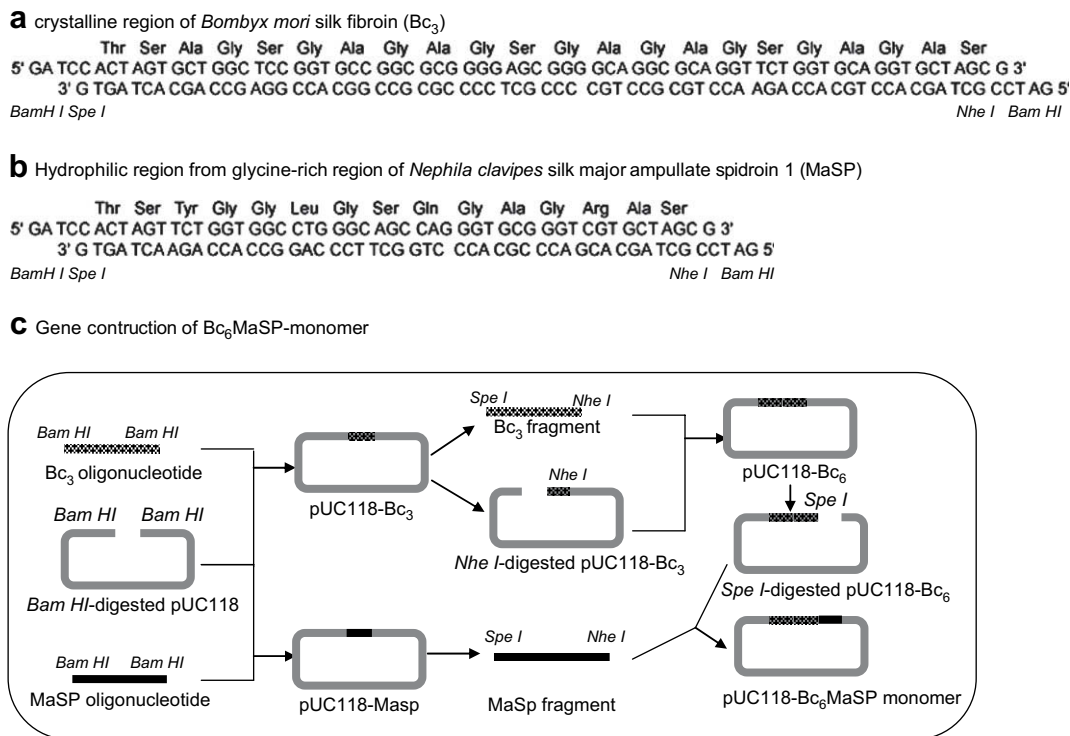 a crystalline region of Bombyx mori silk fibroin (Bc3)
Thr Ser Ala Gly Ser Gly Ala Gly Ala Gly Ser Gly Ala Gly Ala Gly Ser Gly Ala Gly Ala Ser
5' GA TCC ACT AGT GCT GGC TCC GGT GCC GGC GCG GGG AGC GGG GCA GGC GCA GGT TCT GGT GCA GGT GCT AGC G 3'
3' G TGA TCA CGA CCG AGG CCA CGG CCG CGC CCC TCG CCC CGT CCG CGT CCA AGA CCA CGT CCA CGA TCG CCT AG 5'
BamH I Spe I Nhe I Bam HI
b Hydrophilic region from glycine-rich region of Nephila clavipes silk major ampullate spidroin 1 (MaSP)
Thr Ser Tyr Gly Gly Leu Gly Ser Gln Gly Ala Gly Arg Ala Ser
5' GA TCC ACT AGT TCT GGT GGC CTG GGC AGC CAG GGT GCG GGT CGT GCT AGC G 3'
3' G TGA TCA AGA CCA CCG GAC CCT TCG GTC CCA CGC CCA GCA CGA TCG CCT AG 5'
BamH I Spe I Nhe I Bam HI
c Gene contruction of Bc6MaSP-monomer
Bam HI Bam HI
Bc3 oligonucleotide
Bam HI Bam HI
Bam HI-digested pUC118
Bam HI Bam HI
MaSP oligonucleotide
pUC118-Bc3
pUC118-Masp
Spe I Nhe I
Bc3 fragment
Nhe I
Nhe I-digested pUC118-Bc3
Spe I Nhe I
MaSp fragment
pUC118-Bc6
Spe I
Spe I-digested pUC118-Bc6
pUC118-Bc6MaSP monomer